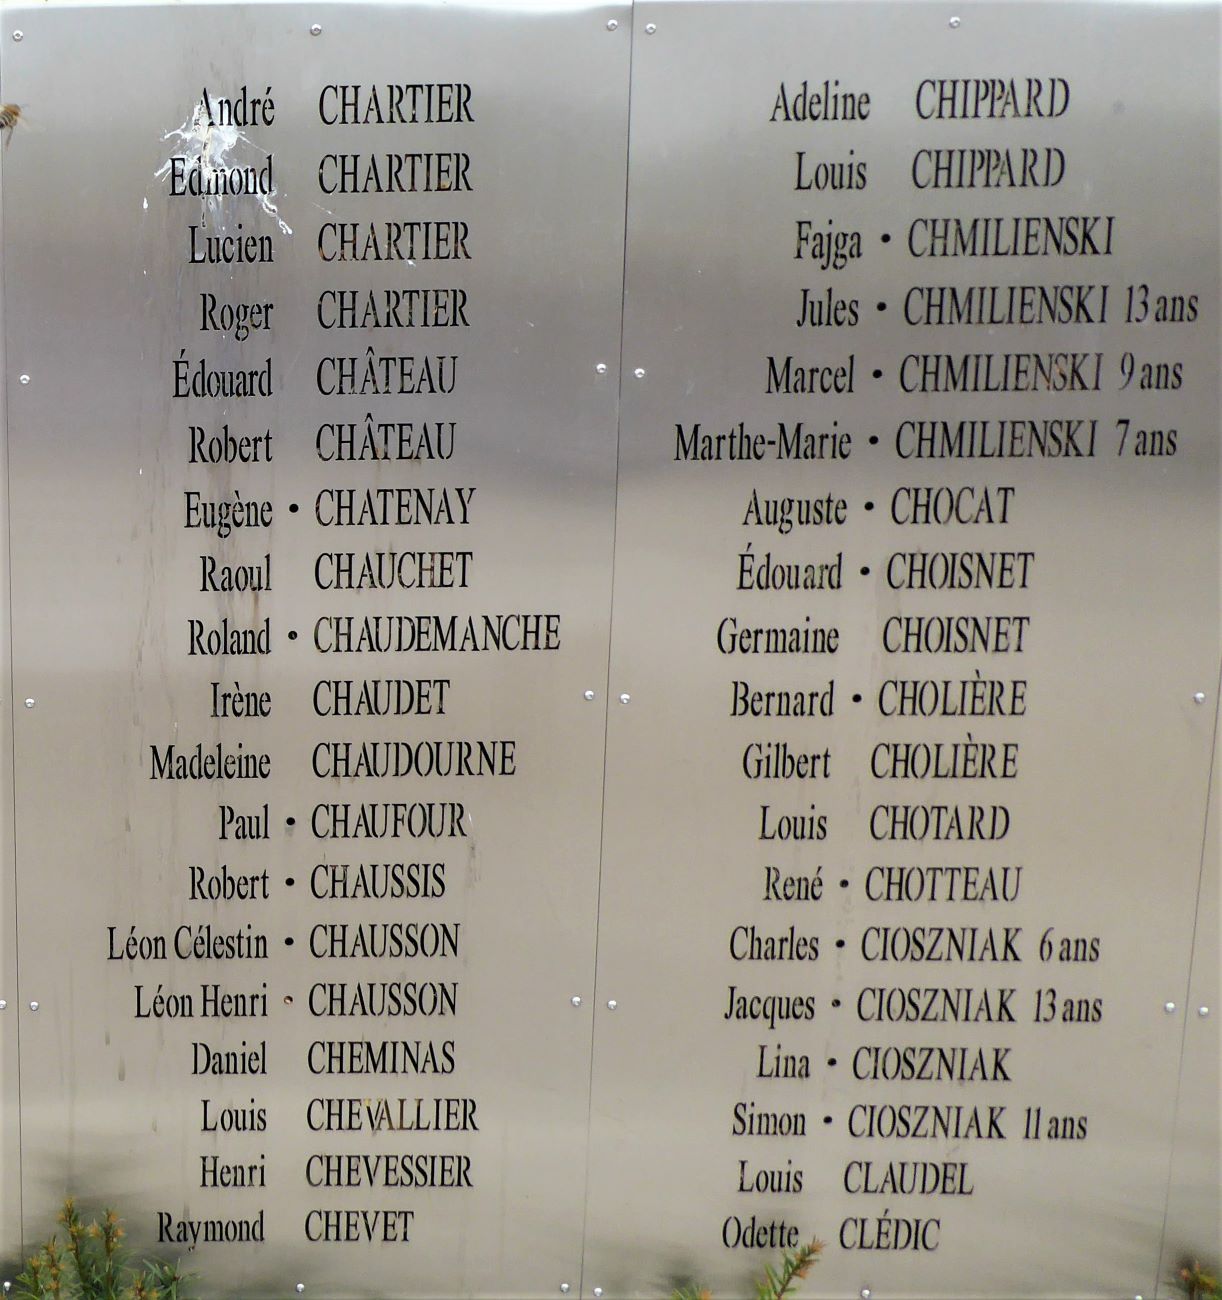 André CHARTIER
Edmond CHARTIER
Lucien CHARTIER
Roger CHARTIER
Édouard CHÂTEAU
Robert CHÂTEAU
Eugène • CHATENAY
Raoul CHAUCHET
Roland • CHAUDEMANCHE
Irène CHAUDET
Madeleine CHAUDOURNE
Paul • CHAUFOUR
Robert • CHAUSSIS
Léon Célestin • CHAUSSON
Léon Henri • CHAUSSON
Daniel CHEMINAS
Louis CHEVALLIER
Henri CHEVESSIER
Raymond CHEVET
Adeline CHIPPARD
Louis CHIPPARD
Fajga • CHMILIENSKI
Jules • CHMILIENSKI 13 ans
Marcel • CHMILIENSKI 9 ans
Marthe-Marie • CHMILIENSKI 7 ans
Auguste • CHOCAT
Édouard • CHOISNET
Germaine CHOISNET
Bernard • CHOLIÈRE
Gilbert CHOLIÈRE
Louis CHOTARD
René • CHOTTEAU
Charles • CIOSZNIAK 6 ans
Jacques • CIOSZNIAK 13 ans
Lina • CIOSZNIAK
Simon • CIOSZNIAK 11 ans
Louis CLAUDEL
Odette CLÉDIC